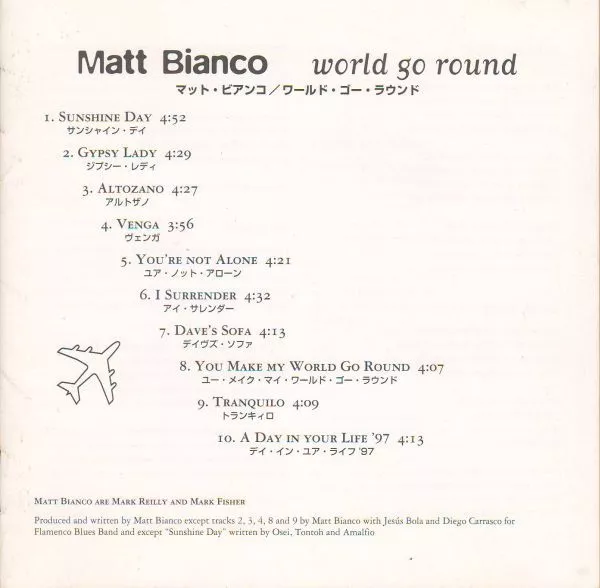 Matt Bianco world go round
マット・ビアンコ／ワールド・ゴー・ラウンド
1. Sunshine Day 4:52
サンシャイン・デイ
2. Gypsy Lady 4:29
ジプシー・レディ
3. Altozano 4:27
アルトザノ
4. Venga 3:56
ヴェンガ
5. You're not Alone 4:21
ユア・ノット・アローン
6. I Surrender 4:32
アイ・サレンダー
7. Dave's Sofa 4:13
デイヴズ・ソファ
8. You Make my World Go Round 4:07
ユー・メイク・マイ・ワールド・ゴー・ラウンド
9. Tranquilo 4:09
トランキィロ
10. A Day in your Life '97 4:13
デイ・イン・ユア・ライフ '97
Matt Bianco are Mark Reilly and Mark Fisher
Produced and written by Matt Bianco except tracks 2, 3, 4, 8 and 9 by Matt Bianco with Jesús Bola and Diego Carrasco for
Flamenco Blues Band and except "Sunshine Day" written by Osei, Tontoh and Amalfio